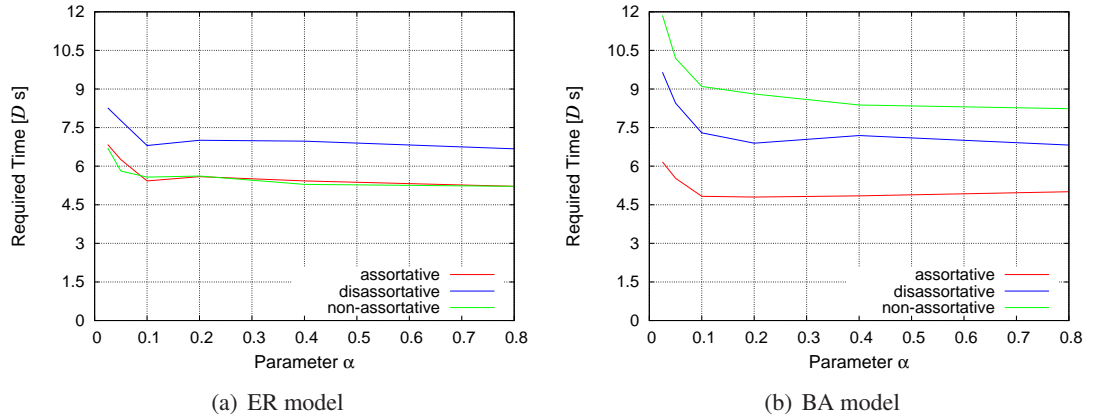 Required Time [D s]
12
10.5
9
7.5
6
4.5
3
1.5
0
assortative
disassortative
non-assortative
0 0.1 0.2 0.3 0.4 0.5 0.6 0.7 0.8
Parameter α
(a) ER model
Required Time [D s]
12
10.5
9
7.5
6
4.5
3
1.5
0
assortative
disassortative
non-assortative
0 0.1 0.2 0.3 0.4 0.5 0.6 0.7 0.8
Parameter α
(b) BA model